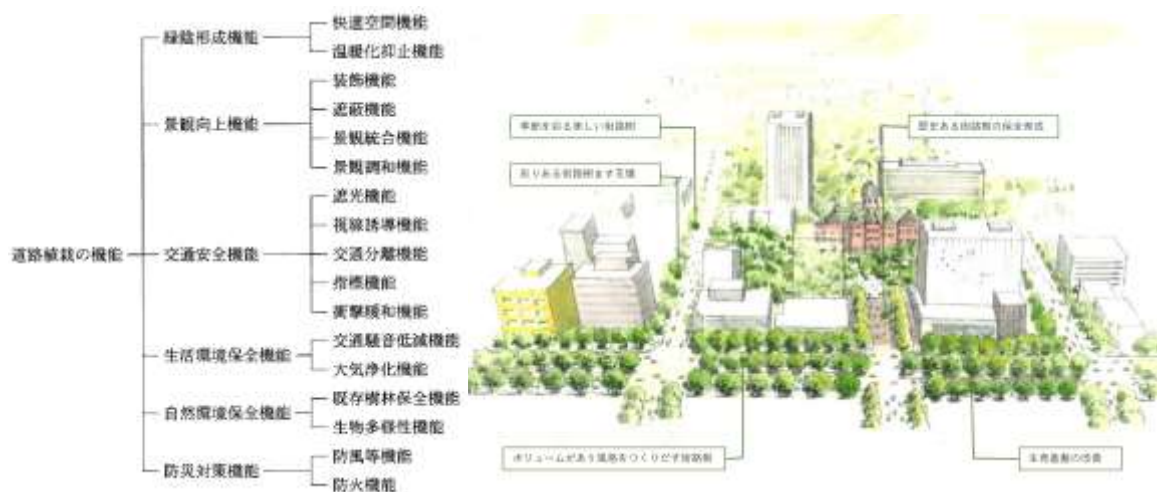 道路植栽の機能
緑陰形成機能
快適空間機能
温暖化抑止機能
景観向上機能
装飾機能
遮蔽機能
景観統合機能
景観調和機能
交通安全機能
遮光機能
視線誘導機能
交通分離機能
指標機能
衝撃緩和機能
生活環境保全機能
交通騒音低減機能
大気浄化機能
自然環境保全機能
既存樹林保全機能
生物多様性機能
防災対策機能
防風等機能
防火機能
季節を彩る美しい街路樹
歴史ある街路樹の保全育成
彩りある街路樹ます花壇
ボリュームがあり風格をつくりだす街路樹
生育基盤の改善